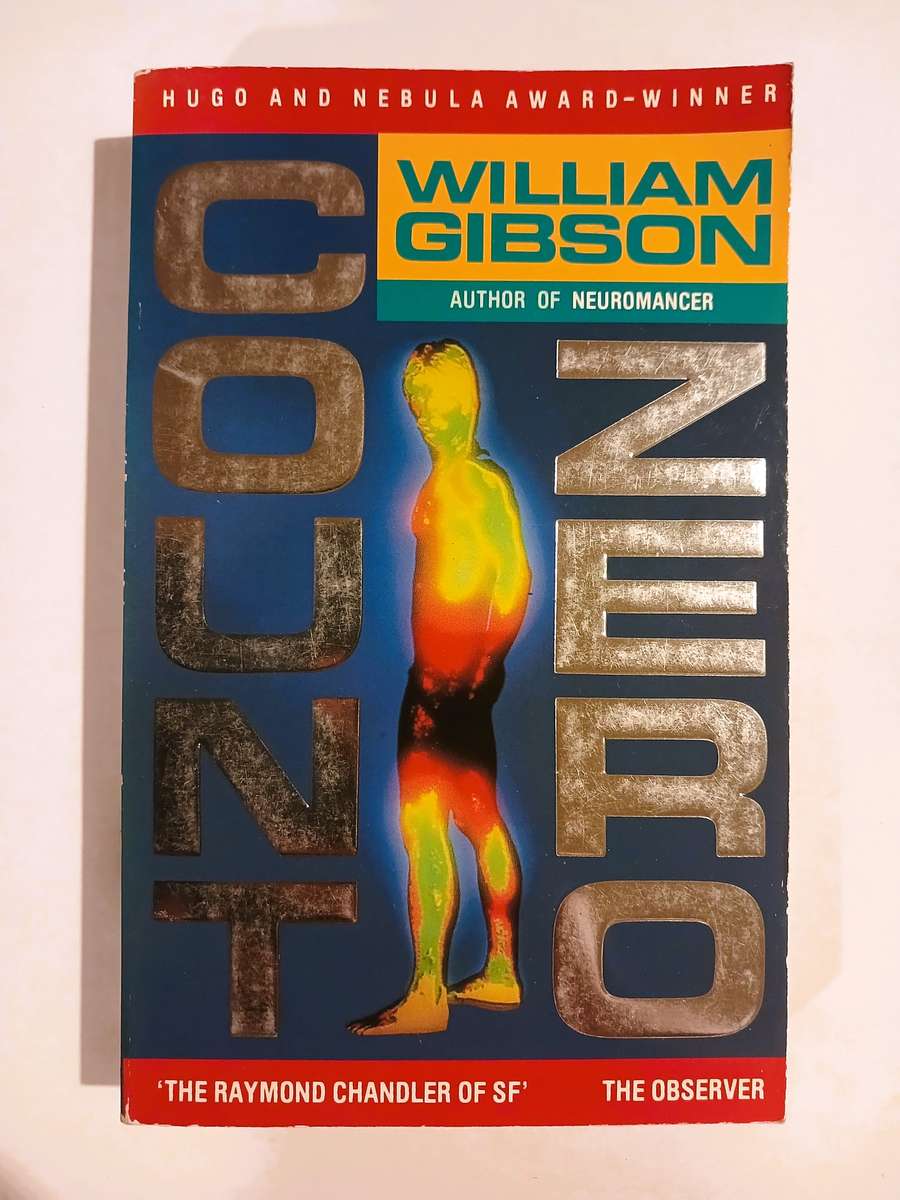 HUGO AND NEBULA AWARD-WINNER
WILLIAM
GIBSON
AUTHOR OF NEUROMANCER
COUNT
ZERO
'THE RAYMOND CHANDLER OF SF' THE OBSERVER